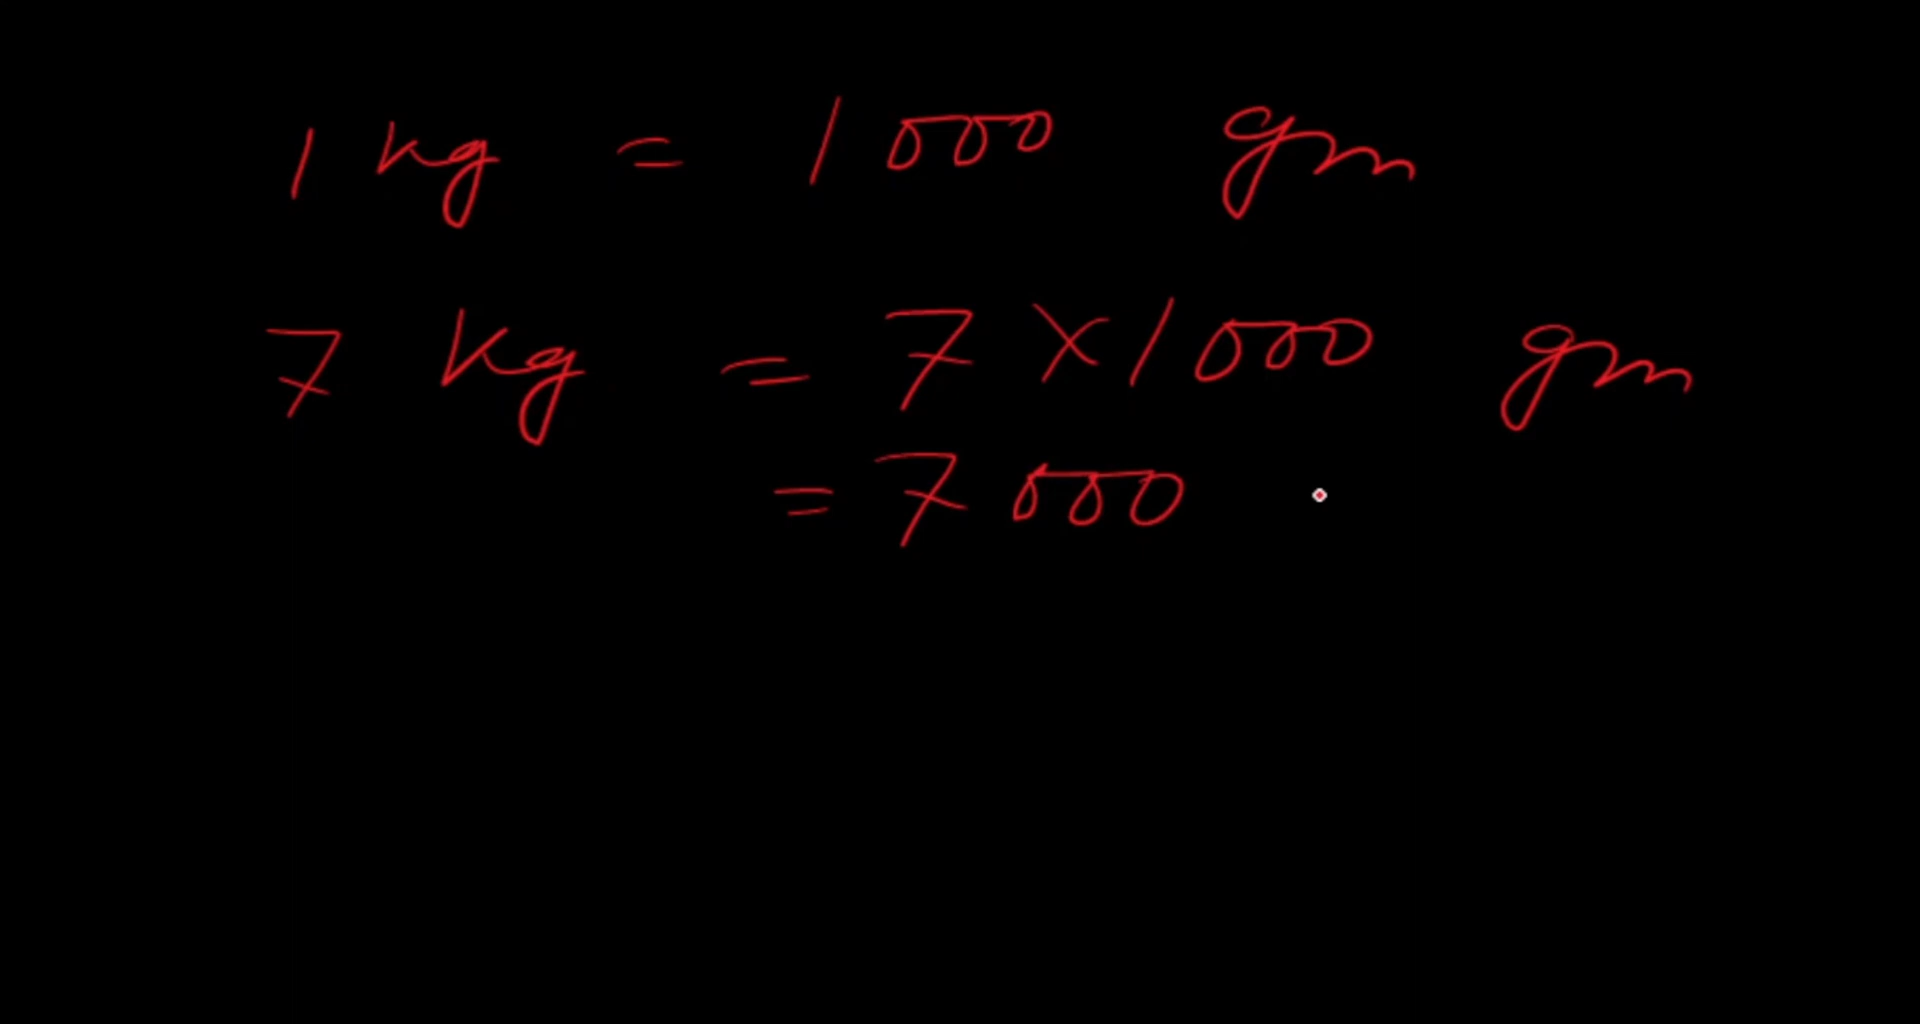 1 kg = 1000 gm
7 kg = 7 × 1000 gm
= 7000